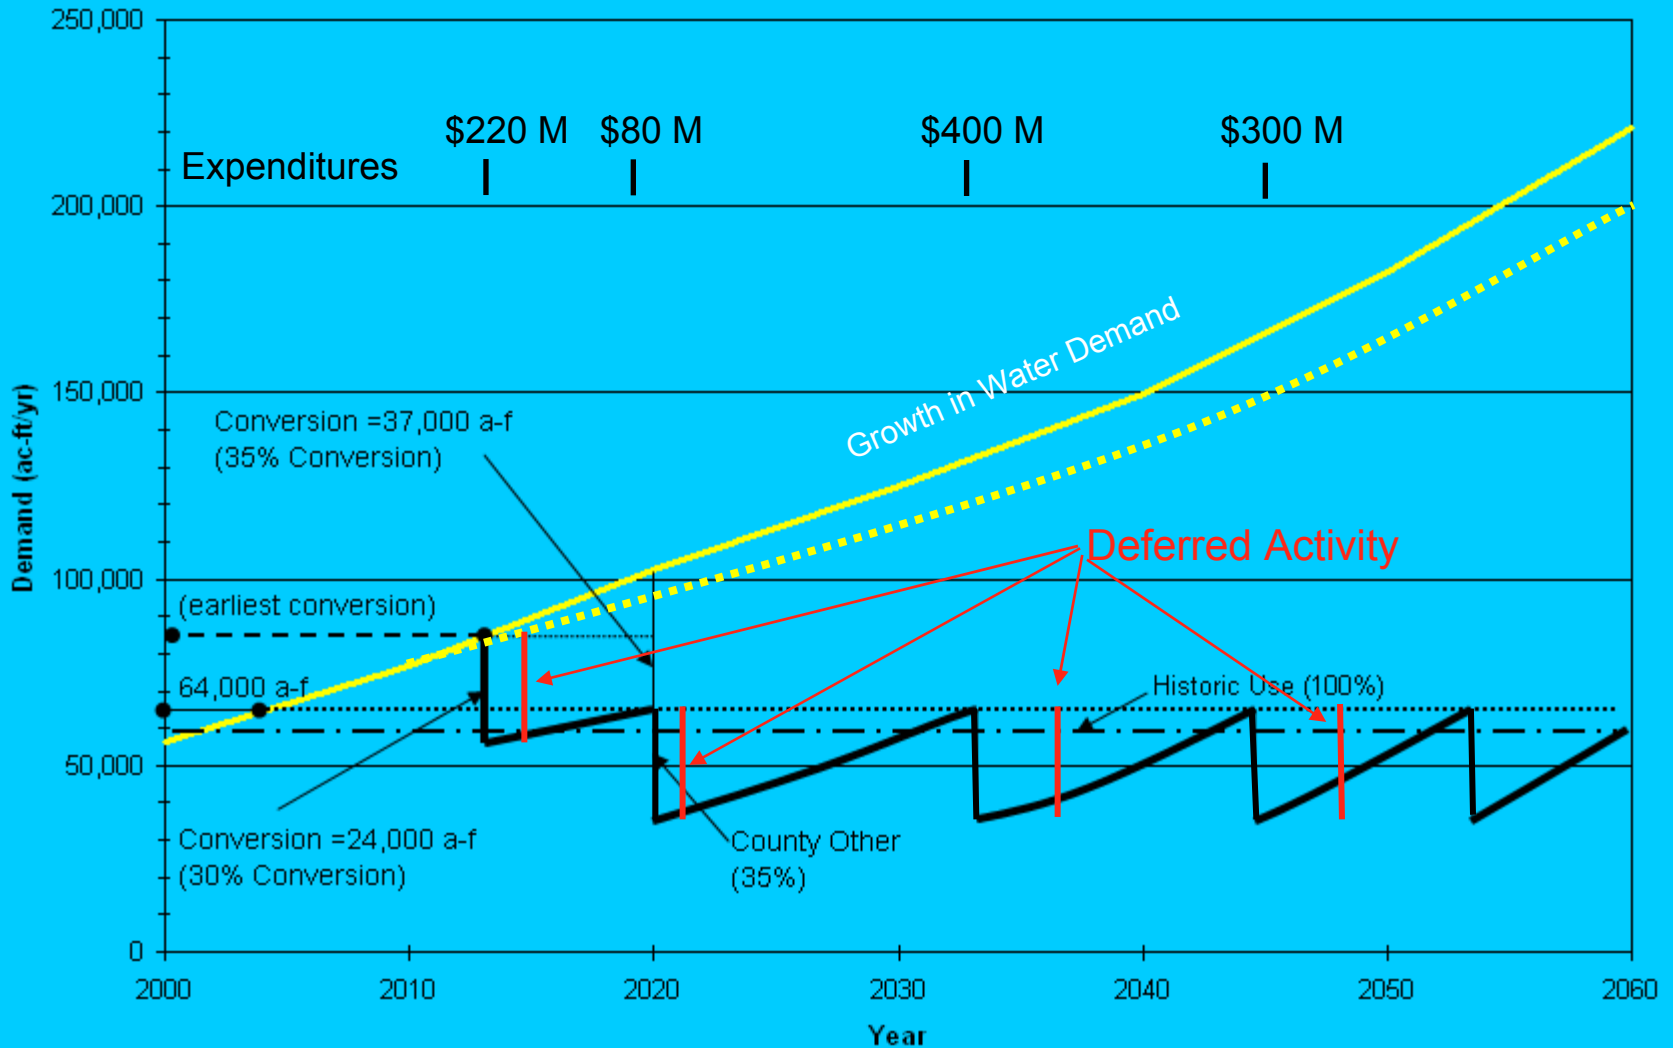 250,000
$220 M $80 M $400 M $300 M
Expenditures
200,000
Growth in Water Demand
150,000
Conversion =37,000 a-f
(35% Conversion)
Demand (ac-ft/yr)
Deferred Activity
100,000
(earliest conversion)
64,000 a-f
Historic Use (100%)
50,000
Conversion =24,000 a-f
(30% Conversion)
County Other
(35%)
0
2000 2010 2020 2030 2040 2050 2060
Year